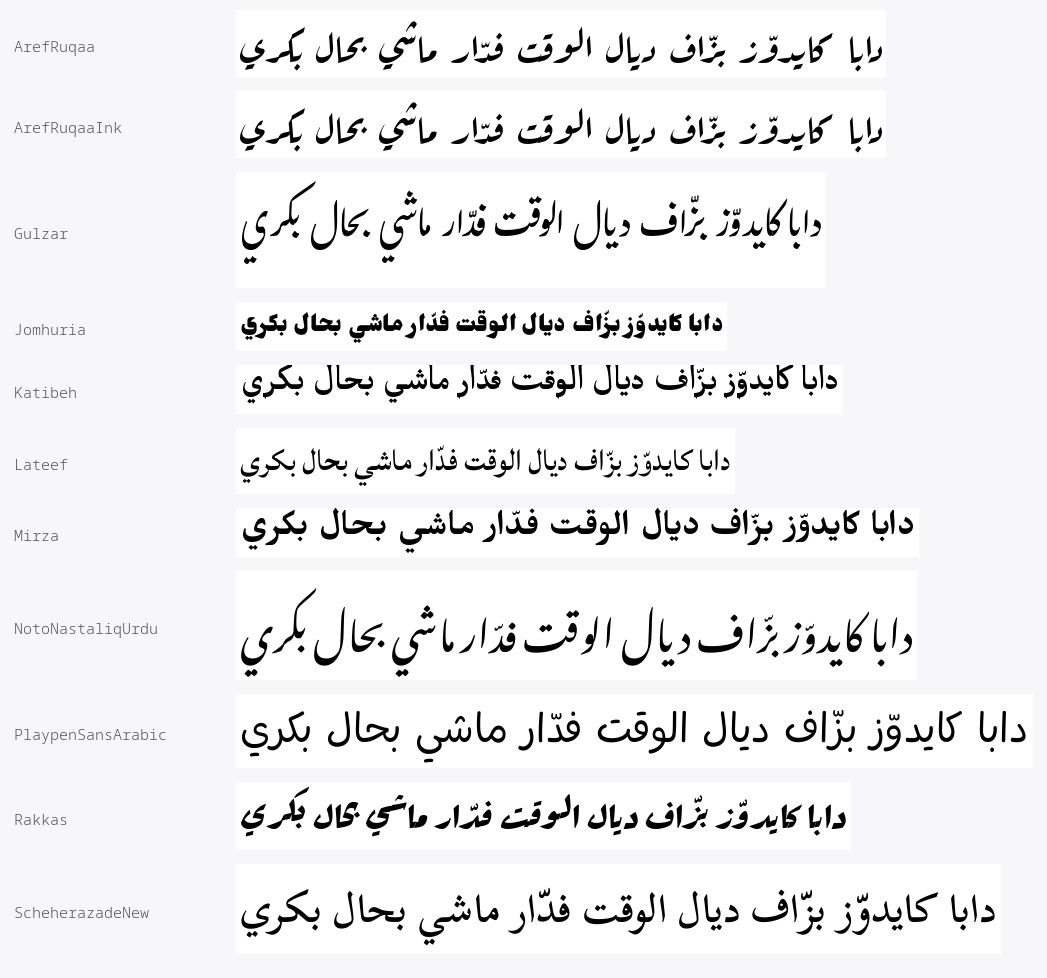 ArefRuqaa دابا كايدوّز بزّاف ديال الوقت فدّار ماشي بحال بكري
ArefRuqaaInk دابا كايدوّز بزّاف ديال الوقت فدّار ماشي بحال بكري
Gulzar دابا كايدوّز بزّاف ديال الوقت فدّار ماشي بحال بكري
Jomhuria دابا كايدوّز بزّاف ديال الوقت فدّار ماشي بحال بكري
Katibeh دابا كايدوّز بزّاف ديال الوقت فدّار ماشي بحال بكري
Lateef دابا كايدوّز بزّاف ديال الوقت فدّار ماشي بحال بكري
Mirza دابا كايدوّز بزّاف ديال الوقت فدّار ماشي بحال بكري
NotoNastaliqUrdu دابا كايدوّز بزّاف ديال الوقت فدّار ماشي بحال بكري
PlaypenSansArabic دابا كايدوّز بزّاف ديال الوقت فدّار ماشي بحال بكري
Rakkas دابا كايدوّز بزّاف ديال الوقت فدّار ماشي بحال بكري
ScheherazadeNew دابا كايدوّز بزّاف ديال الوقت فدّار ماشي بحال بكري